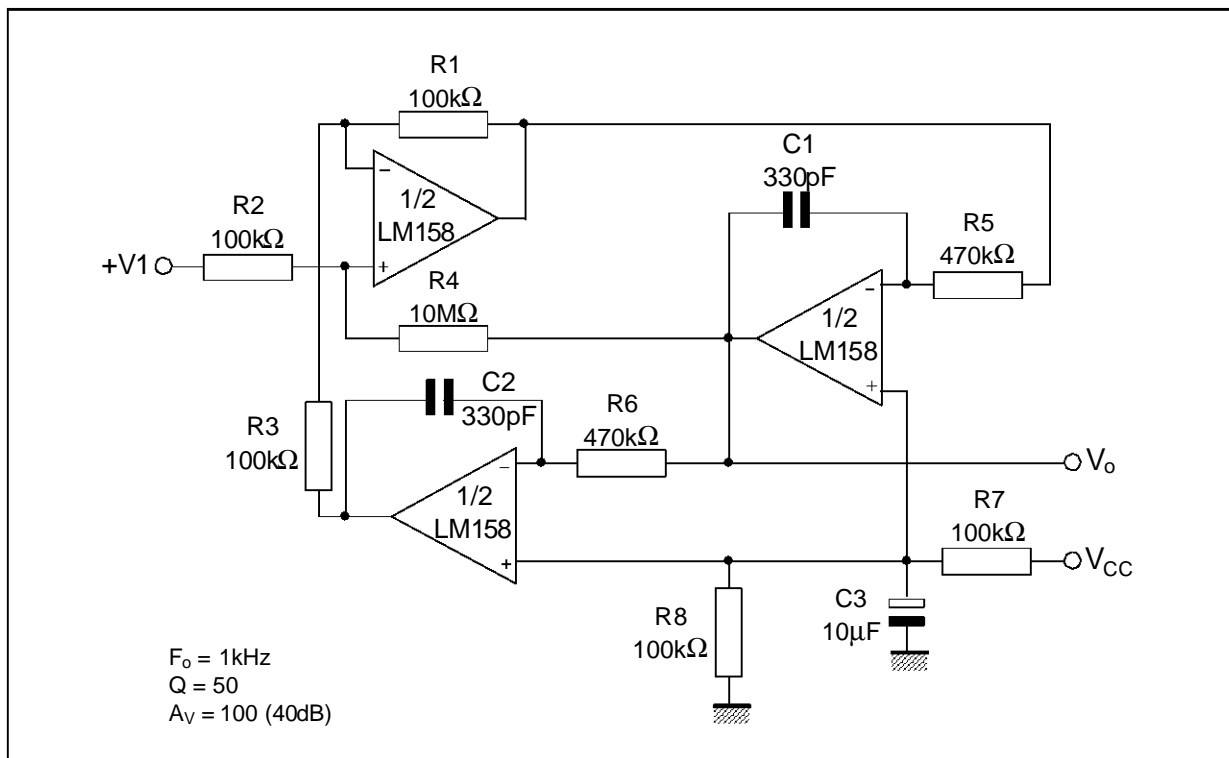 R1
100kΩ
C1
330pF
1/2
LM158
R2
100kΩ
R5
470kΩ
+V1
R4
10MΩ
1/2
LM158
C2
330pF
R6
470kΩ
R3
100kΩ
1/2
LM158
Vo
R7
100kΩ
VCC
R8
100kΩ
C3
10μF
Fo = 1kHz
Q = 50
AV = 100 (40dB)